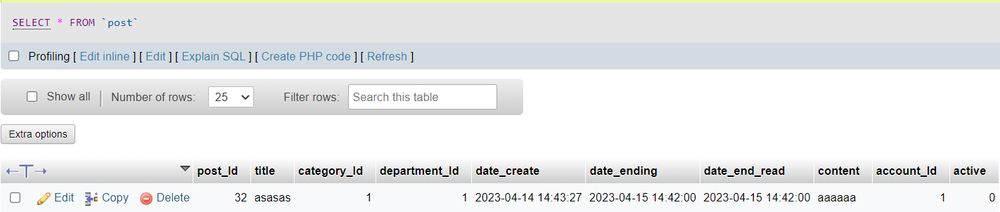 SELECT * FROM `post`
Profiling [ Edit inline ] [ Edit ] [ Explain SQL ] [ Create PHP code ] [ Refresh ]
Show all Number of rows: 25 Filter rows: Search this table
Extra options
post_Id title category_Id department_Id date_create date_ending date_end_read content account_Id active
Edit Copy Delete 32 asasas 1 1 2023-04-14 14:43:27 2023-04-15 14:42:00 2023-04-15 14:42:00 aaaaaa 1 0